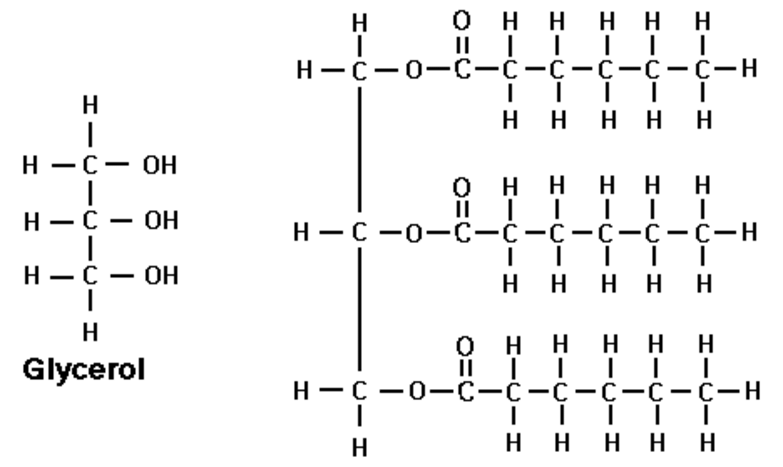 H
H — C — OH
H — C — OH
H — C — OH
H
Glycerol
H O H H H H H
H — C — O — C — C — C — C — C — C — H
H H H H H
O H H H H H
H — C — O — C — C — C — C — C — C — H
H H H H H
O H H H H H
H — C — O — C — C — C — C — C — C — H
H H H H H H